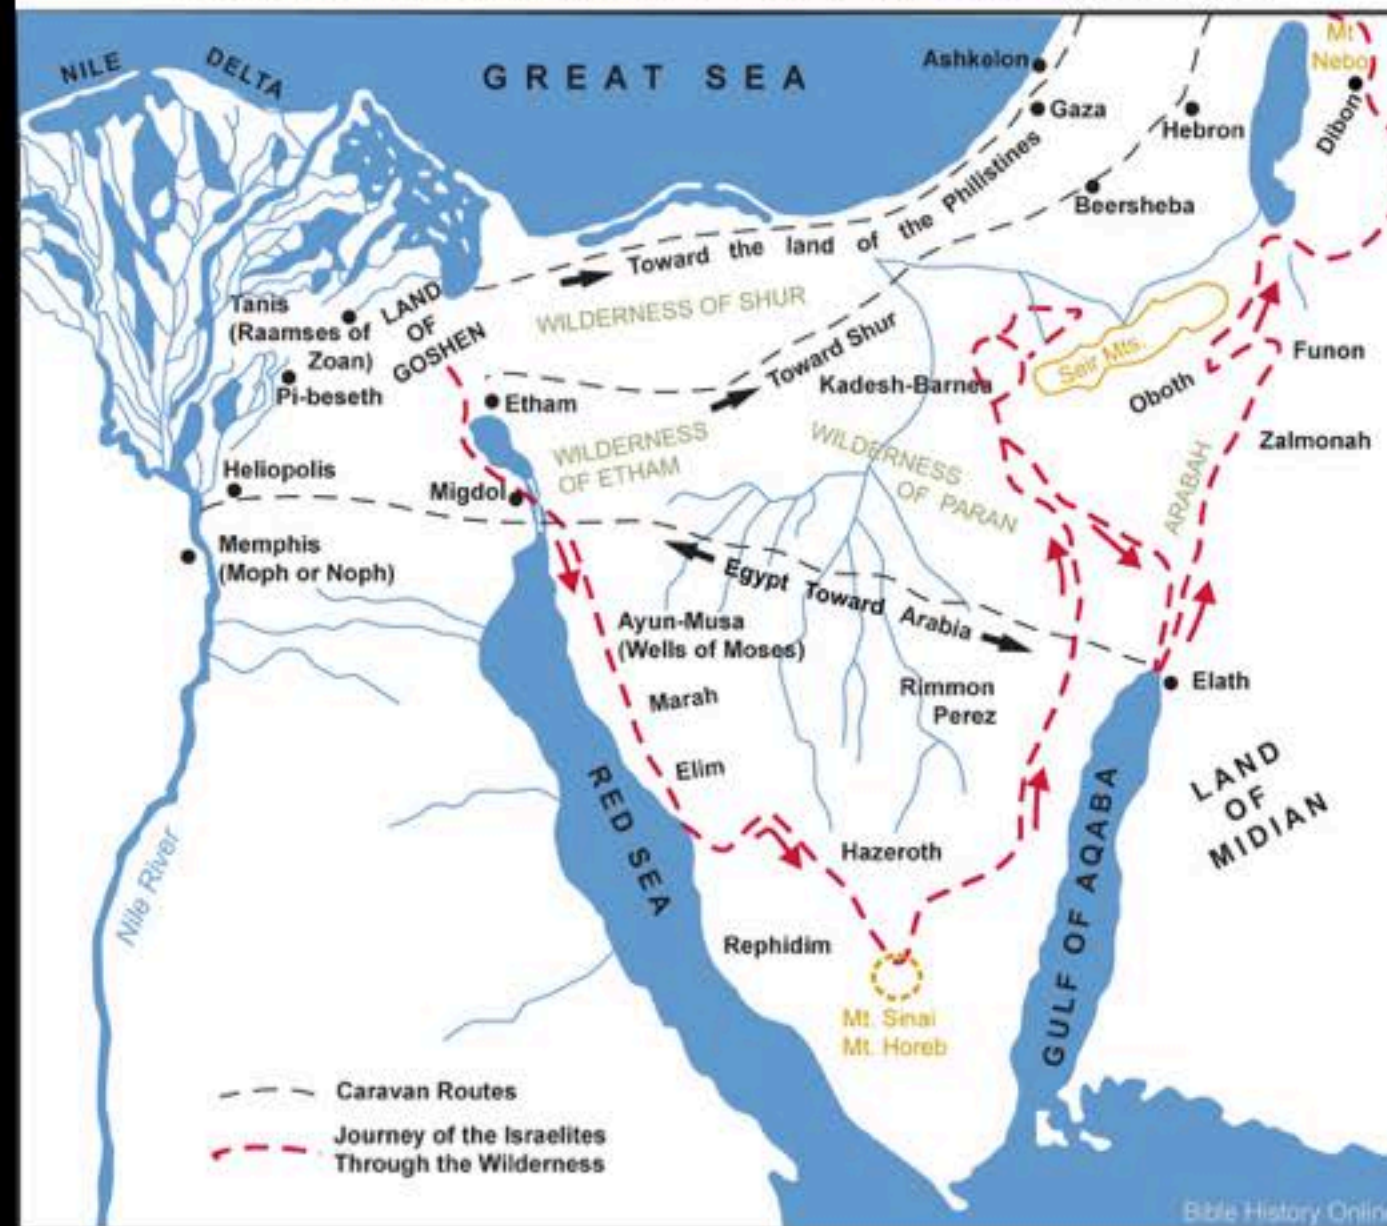 NILE DELTA
GREAT SEA
Ashkelon
Gaza
Hebron
Beersheba
Mt
Nebo
Dibon
Toward the land of the Philistines
WILDERNESS OF SHUR
Tanis
(Raamses of
Zoan)
LAND
OF
GOSHEN
Pi-beseth
Etham
Toward Shur
Kadesh-Barnea
Seir Mts.
Oboth
Funon
Zalmonah
WILDERNESS
OF ETHAM
WILDERNESS
OF PARAN
ARABAH
Heliopolis
Migdol
Memphis
(Moph or Noph)
Egypt Toward Arabia
Ayun-Musa
(Wells of Moses)
Marah
Elim
Rimmon
Perez
Elath
LAND
OF
MIDIAN
RED SEA
Hazeroth
GULF OF AQABA
Nile River
Rephidim
Mt. Sinai
Mt. Horeb
Caravan Routes
Journey of the Israelites
Through the Wilderness
Bible History Onlin